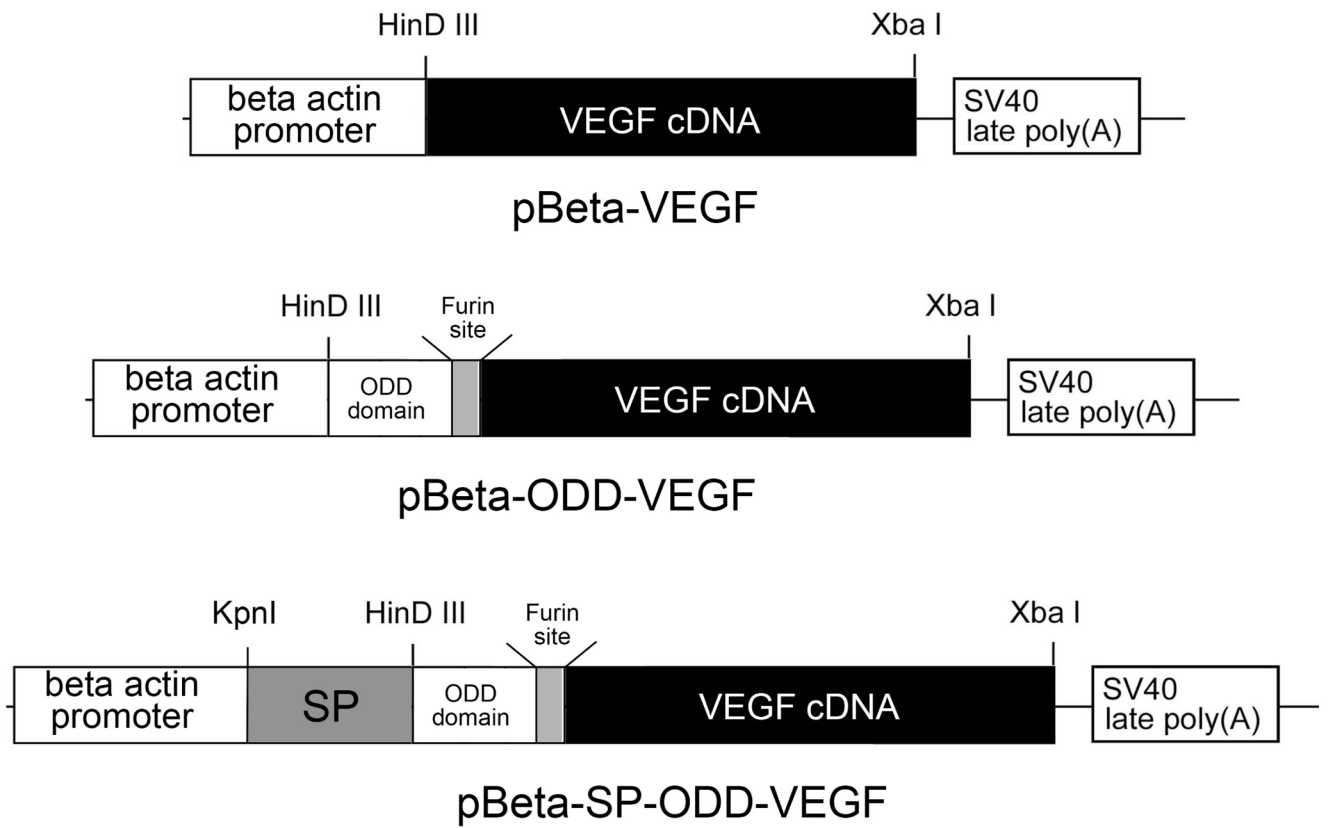 HinD III
Xba I
beta actin
promoter
VEGF cDNA
SV40
late poly(A)
pBeta-VEGF
HinD III
Furin
site
Xba I
beta actin
promoter
ODD
domain
VEGF cDNA
SV40
late poly(A)
pBeta-ODD-VEGF
KpnI
HinD III
Furin
site
Xba I
beta actin
promoter
SP
ODD
domain
VEGF cDNA
SV40
late poly(A)
pBeta-SP-ODD-VEGF